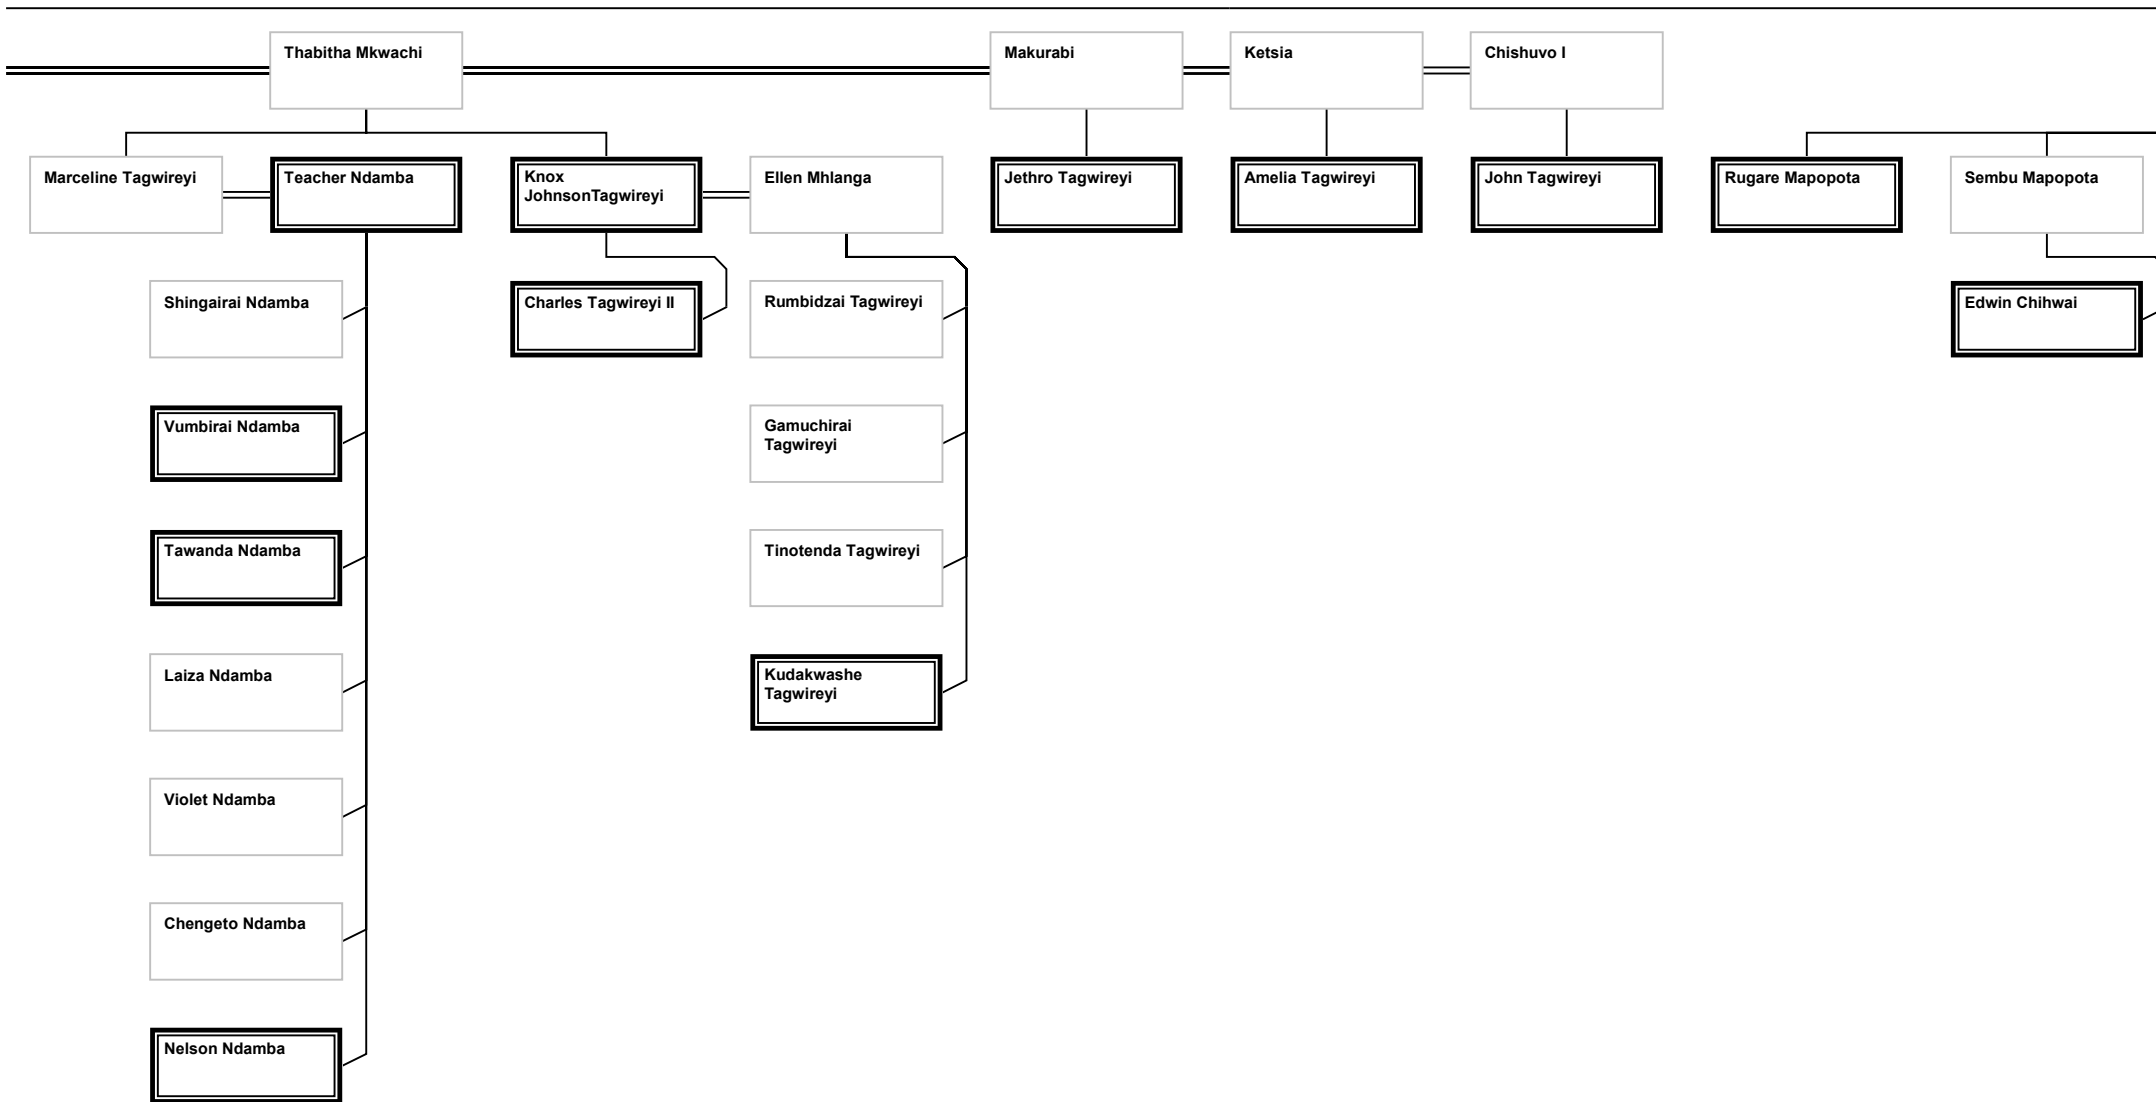 Thabitha Mkwachi
Makurabi
Ketsia
Chishuvo I
Marceline Tagwireyi
Teacher Ndamba
Knox
JohnsonTagwireyi
Ellen Mhlanga
Jethro Tagwireyi
Amelia Tagwireyi
John Tagwireyi
Rugare Mapopota
Sembu Mapopota
Shingairai Ndamba
Charles Tagwireyi II
Rumbidzai Tagwireyi
Edwin Chihwai
Vumbirai Ndamba
Gamuchirai
Tagwireyi
Tawanda Ndamba
Tinotenda Tagwireyi
Laiza Ndamba
Kudakwashe
Tagwireyi
Violet Ndamba
Chengeto Ndamba
Nelson Ndamba